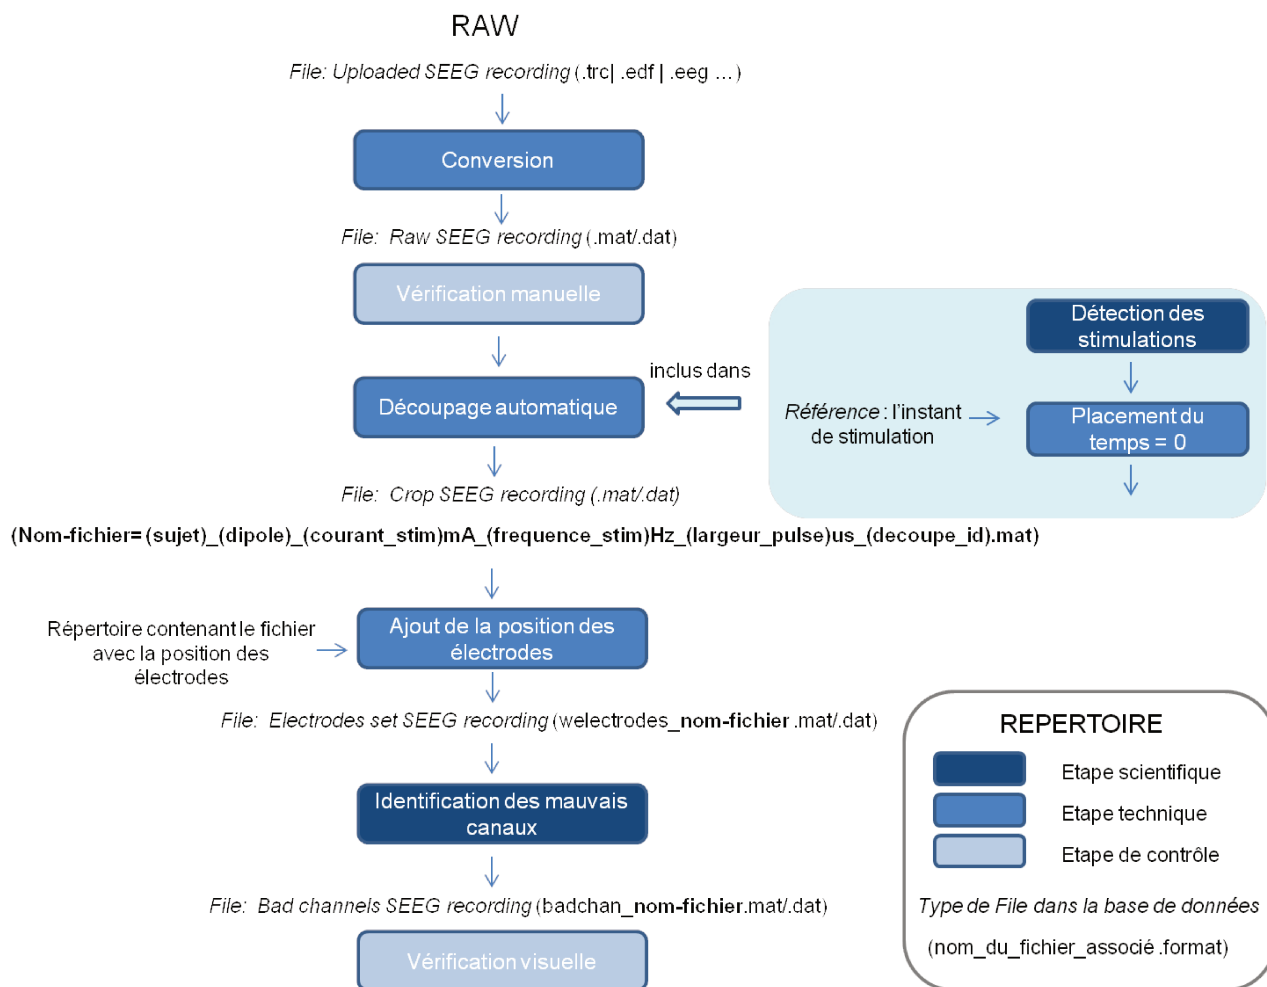 RAW
File: Uploaded SEEG recording (.trc| .edf | .eeg ...)
Conversion
File: Raw SEEG recording (.mat/.dat)
Vérification manuelle
Découpage automatique
inclus dans
Détection des
stimulations
Référence : l'instant
de stimulation
Placement du
temps = 0
File: Crop SEEG recording (.mat/.dat)
(Nom-fichier= (sujet)_(dipole)_(courant_stim)mA_(frequence_stim)Hz_(largeur_pulse)us_(decoupe_id).mat)
Répertoire contenant le fichier
avec la position des
électrodes
Ajout de la position des
électrodes
File: Electrodes set SEEG recording (welectrodes_nom-fichier .mat/.dat)
Identification des mauvais
canaux
File: Bad channels SEEG recording (badchan_nom-fichier.mat/.dat)
Vérification visuelle
REPERTOIRE
Etape scientifique
Etape technique
Etape de contrôle
Type de File dans la base de données
(nom_du_fichier_associé .format)